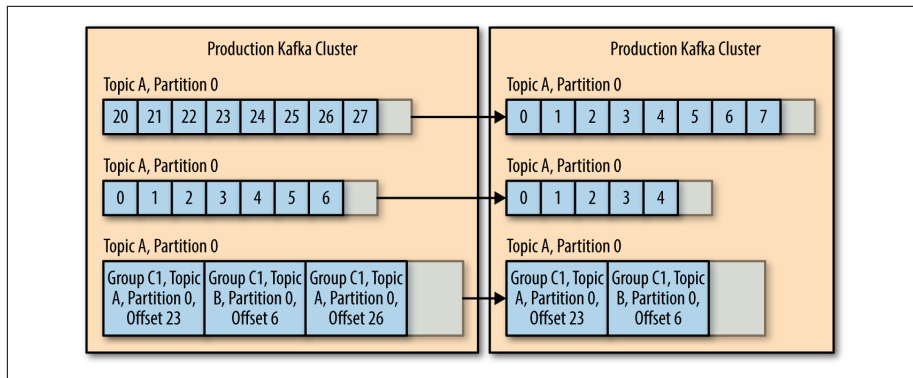 Production Kafka Cluster
Topic A, Partition 0
20 21 22 23 24 25 26 27
Topic A, Partition 0
0 1 2 3 4 5 6
Topic A, Partition 0
Group C1, Topic
A, Partition 0,
Offset 23
Group C1, Topic
B, Partition 0,
Offset 6
Group C1, Topic
A, Partition 0,
Offset 26
Production Kafka Cluster
Topic A, Partition 0
0 1 2 3 4 5 6 7
Topic A, Partition 0
0 1 2 3 4
Topic A, Partition 0
Group C1, Topic
A, Partition 0,
Offset 23
Group C1, Topic
B, Partition 0,
Offset 6